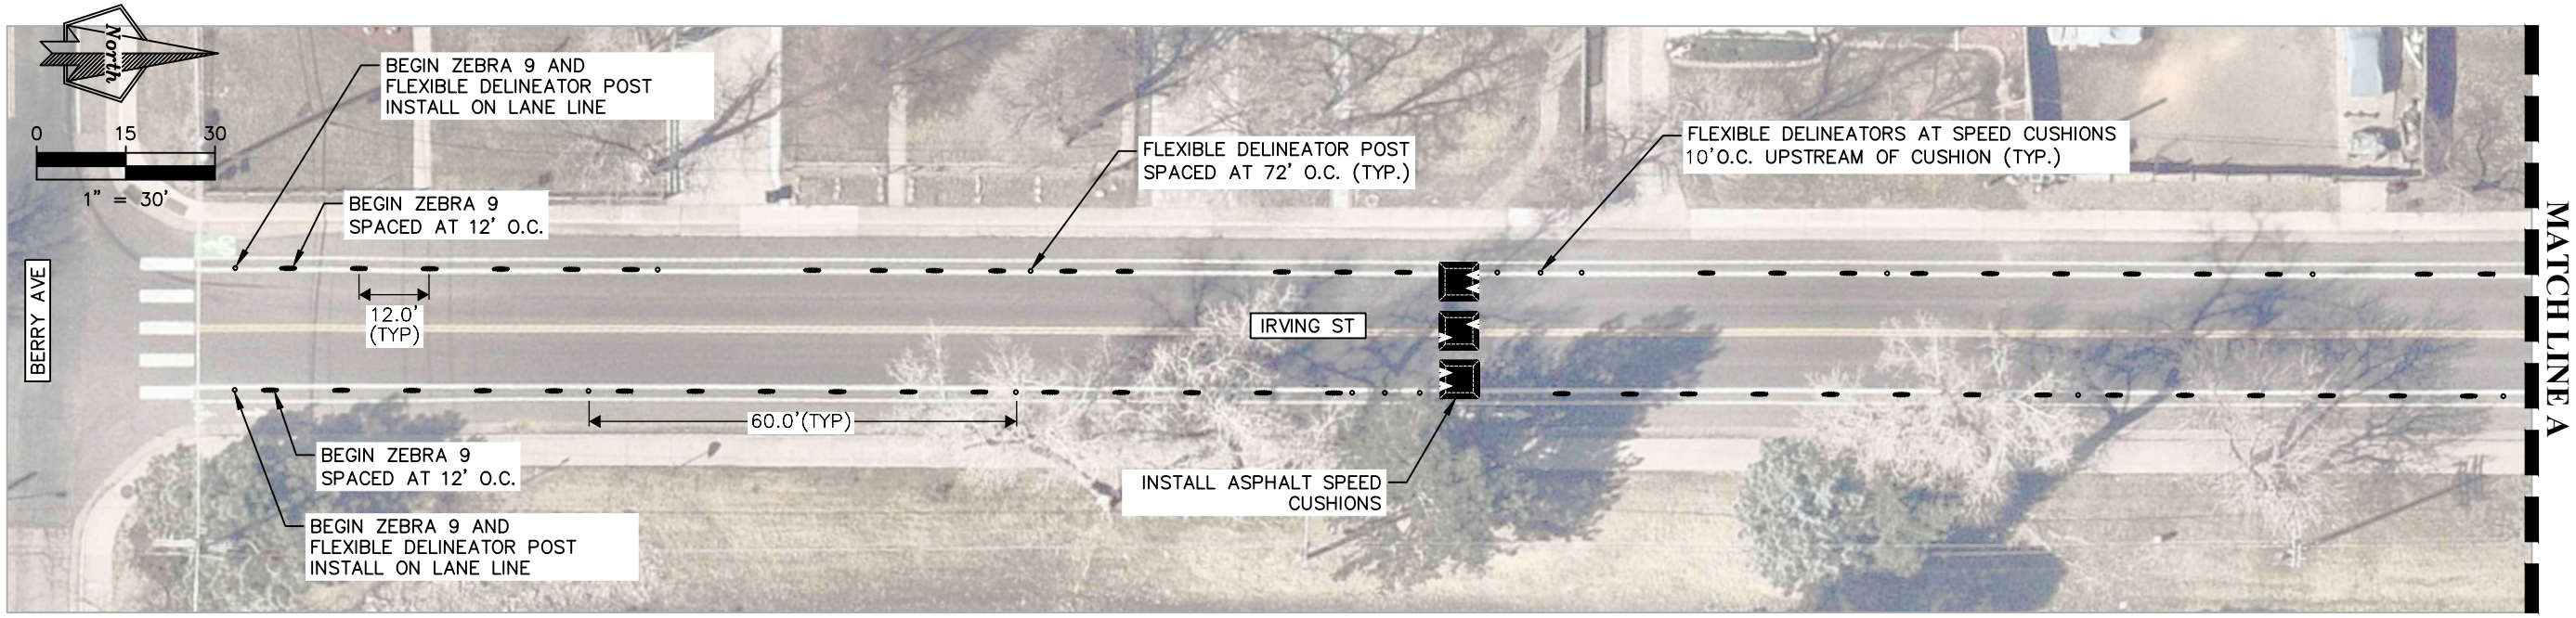 North
0 15 30
1" = 30'
BEGIN ZEBRA 9 AND
FLEXIBLE DELINEATOR POST
INSTALL ON LANE LINE
BEGIN ZEBRA 9
SPACED AT 12' O.C.
12.0'
(TYP)
FLEXIBLE DELINEATOR POST
SPACED AT 72' O.C. (TYP.)
FLEXIBLE DELINEATORS AT SPEED CUSHIONS
10'O.C. UPSTREAM OF CUSHION (TYP.)
BERRY AVE
IRVING ST
MATCH LINE A
60.0'(TYP)
BEGIN ZEBRA 9
SPACED AT 12' O.C.
INSTALL ASPHALT SPEED
CUSHIONS
BEGIN ZEBRA 9 AND
FLEXIBLE DELINEATOR POST
INSTALL ON LANE LINE